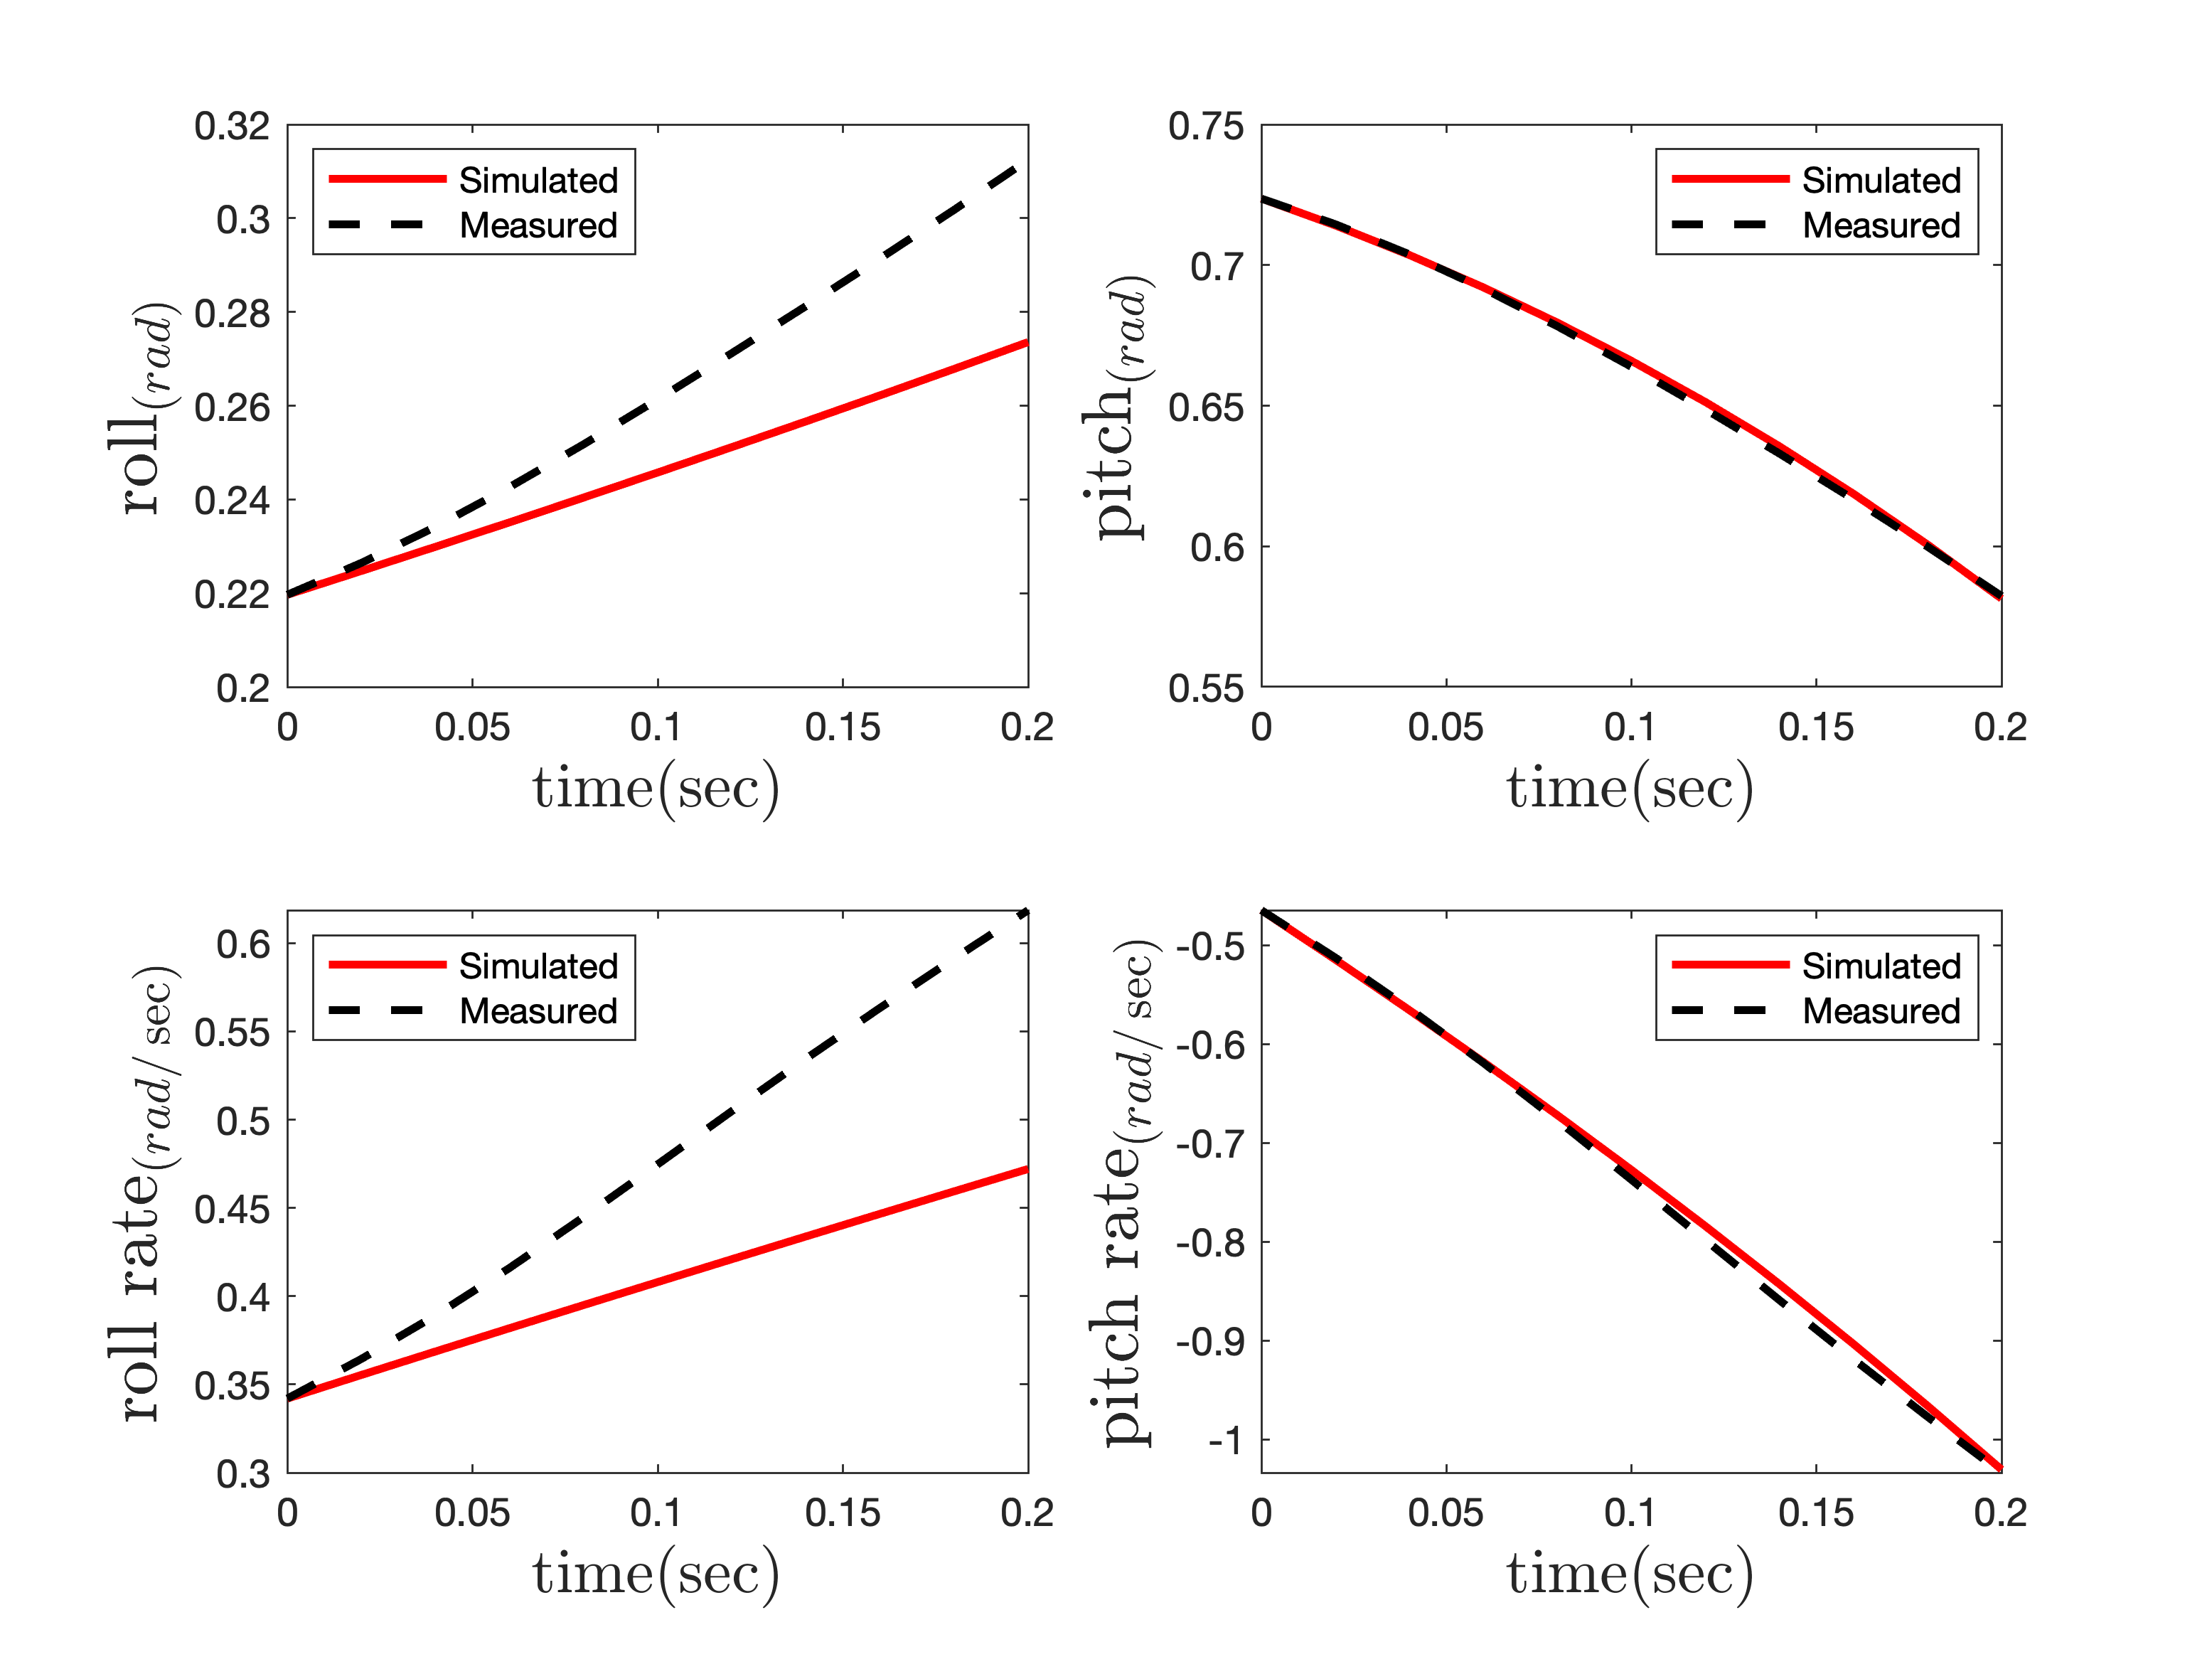 0.32
0.3
0.28
0.26
0.24
0.22
0.2
roll(rad)
Simulated
Measured
0 0.05 0.1 0.15 0.2
time(sec)
0.75
0.7
0.65
0.6
0.55
pitch(rad)
Simulated
Measured
0 0.05 0.1 0.15 0.2
time(sec)
0.6
0.55
0.5
0.45
0.4
0.35
0.3
roll rate(rad/ sec)
Simulated
Measured
0 0.05 0.1 0.15 0.2
time(sec)
-0.5
-0.6
-0.7
-0.8
-0.9
-1
pitch rate(rad/ sec)
Simulated
Measured
0 0.05 0.1 0.15 0.2
time(sec)